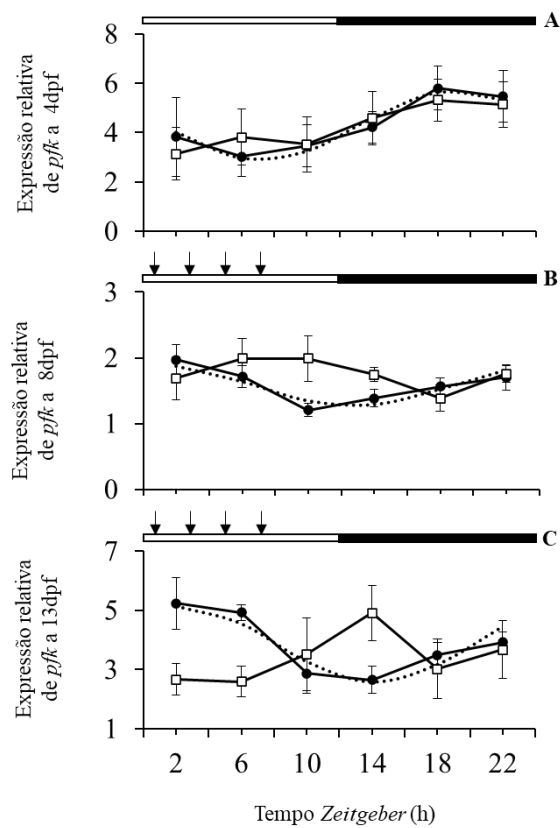 A
8
6
4
2
0
Expressão relativa
de pfk a 4dpf
B
3
2
1
0
Expressão relativa
de pfk a 8dpf
C
7
5
3
1
Expressão relativa
de pfk a 13dpf
2 6 10 14 18 22
Tempo Zeitgeber (h)